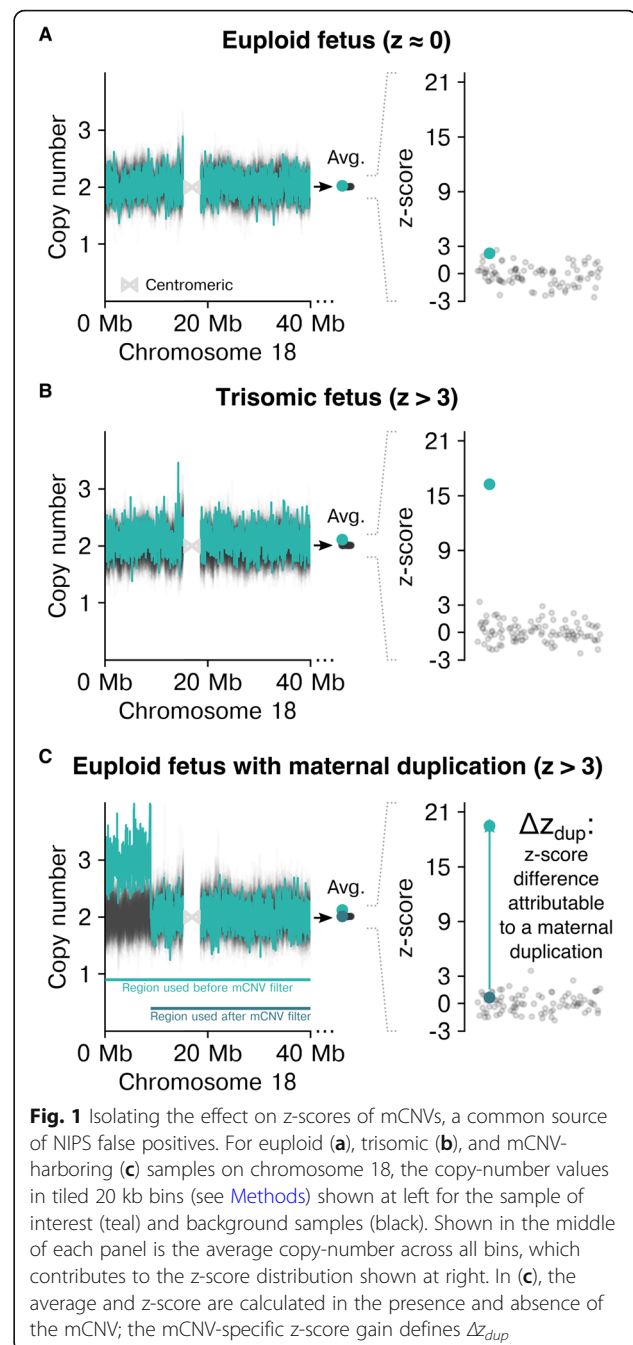 A
Euploid fetus (z ≈ 0)
Copy number
3
2
1
Centromeric
0 Mb 20 Mb 40 Mb
Chromosome 18
Avg.
z-score
21
15
9
3
0
-3
B
Trisomic fetus (z > 3)
Copy number
3
2
1
0 Mb 20 Mb 40 Mb
Chromosome 18
Avg.
z-score
21
15
9
3
0
-3
C
Euploid fetus with maternal duplication (z > 3)
Copy number
3
2
1
Region used before mCNV filter
Region used after mCNV filter
0 Mb 20 Mb 40 Mb
Chromosome 18
Avg.
z-score
21
15
9
3
0
-3
Δzdup:
z-score
difference
attributable
to a maternal
duplication
Fig. 1 Isolating the effect on z-scores of mCNVs, a common source
of NIPS false positives. For euploid (a), trisomic (b), and mCNV-
harboring (c) samples on chromosome 18, the copy-number values
in tiled 20 kb bins (see Methods) shown at left for the sample of
interest (teal) and background samples (black). Shown in the middle
of each panel is the average copy-number across all bins, which
contributes to the z-score distribution shown at right. In (c), the
average and z-score are calculated in the presence and absence of
the mCNV; the mCNV-specific z-score gain defines Δzdup